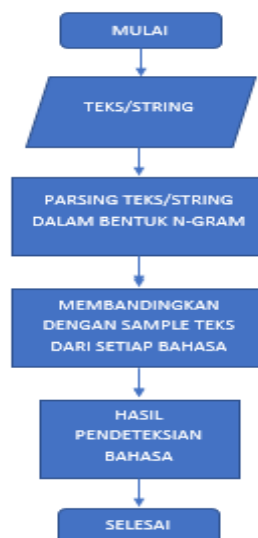 MULAI
TEKS/STRING
PARSING TEKS/STRING
DALAM BENTUK N-GRAM
MEMBANDINGKAN
DENGAN SAMPLE TEKS
DARI SETIAP BAHASA
HASIL
PENDETEKSIAN
BAHASA
SELESAI